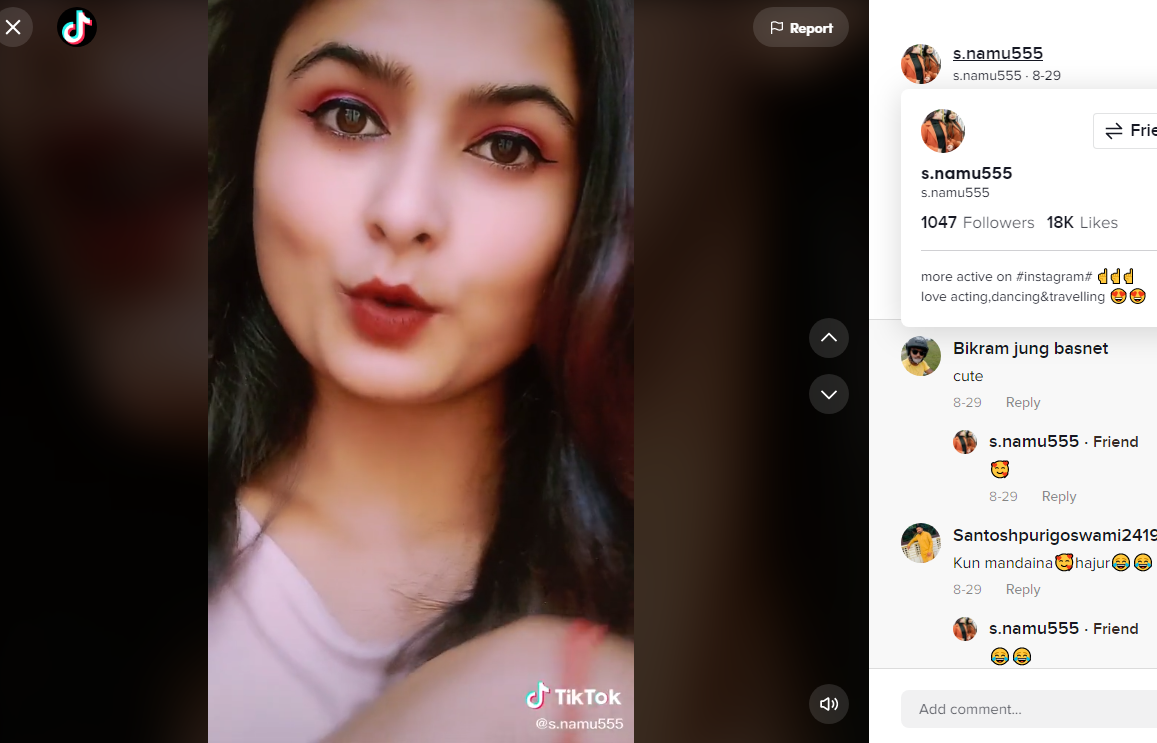 Report
s.namu555
s.namu555 · 8-29
s.namu555
s.namu555
1047 Followers 18K Likes
more active on #instagram# ☝️☝️☝️
love acting,dancing&travelling 😍😍
Bikram jung basnet
cute
8-29 Reply
s.namu555 · Friend
🥰
8-29 Reply
Santoshpurigoswami2419
Kun mandaina🥰hajur😂😂
8-29 Reply
s.namu555 · Friend
😂😂
Add comment...
TikTok
@s.namu555